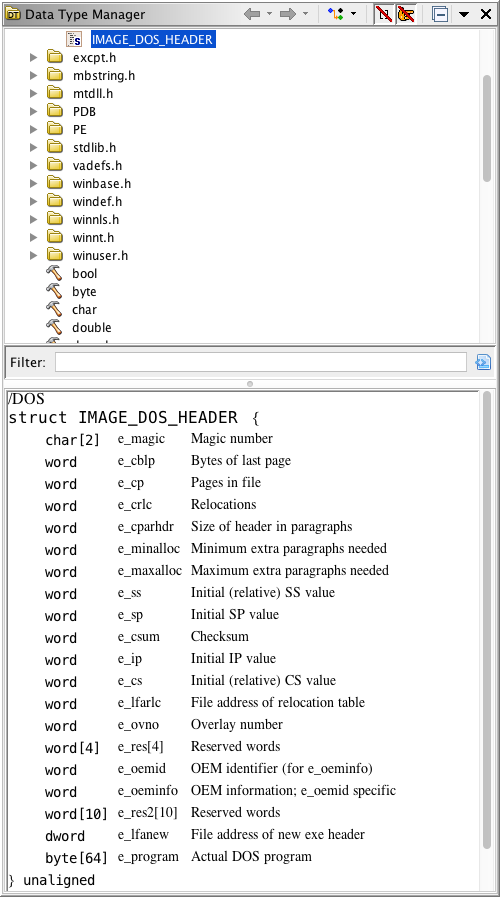 DT Data Type Manager
IMAGE_DOS_HEADER
excpt.h
mbstring.h
mtdll.h
PDB
PE
stdlib.h
vadefs.h
winbase.h
windef.h
winnls.h
winnt.h
winuser.h
bool
byte
char
double
Filter:
/DOS
struct IMAGE_DOS_HEADER {
char[2] e_magic Magic number
word e_cblp Bytes of last page
word e_cp Pages in file
word e_crlc Relocations
word e_cparhdr Size of header in paragraphs
word e_minalloc Minimum extra paragraphs needed
word e_maxalloc Maximum extra paragraphs needed
word e_ss Initial (relative) SS value
word e_sp Initial SP value
word e_csum Checksum
word e_ip Initial IP value
word e_cs Initial (relative) CS value
word e_lfarlc File address of relocation table
word e_ovno Overlay number
word[4] e_res[4] Reserved words
word e_oemid OEM identifier (for e_oeminfo)
word e_oeminfo OEM information; e_oemid specific
word[10] e_res2[10] Reserved words
dword e_lfanew File address of new exe header
byte[64] e_program Actual DOS program
} unaligned